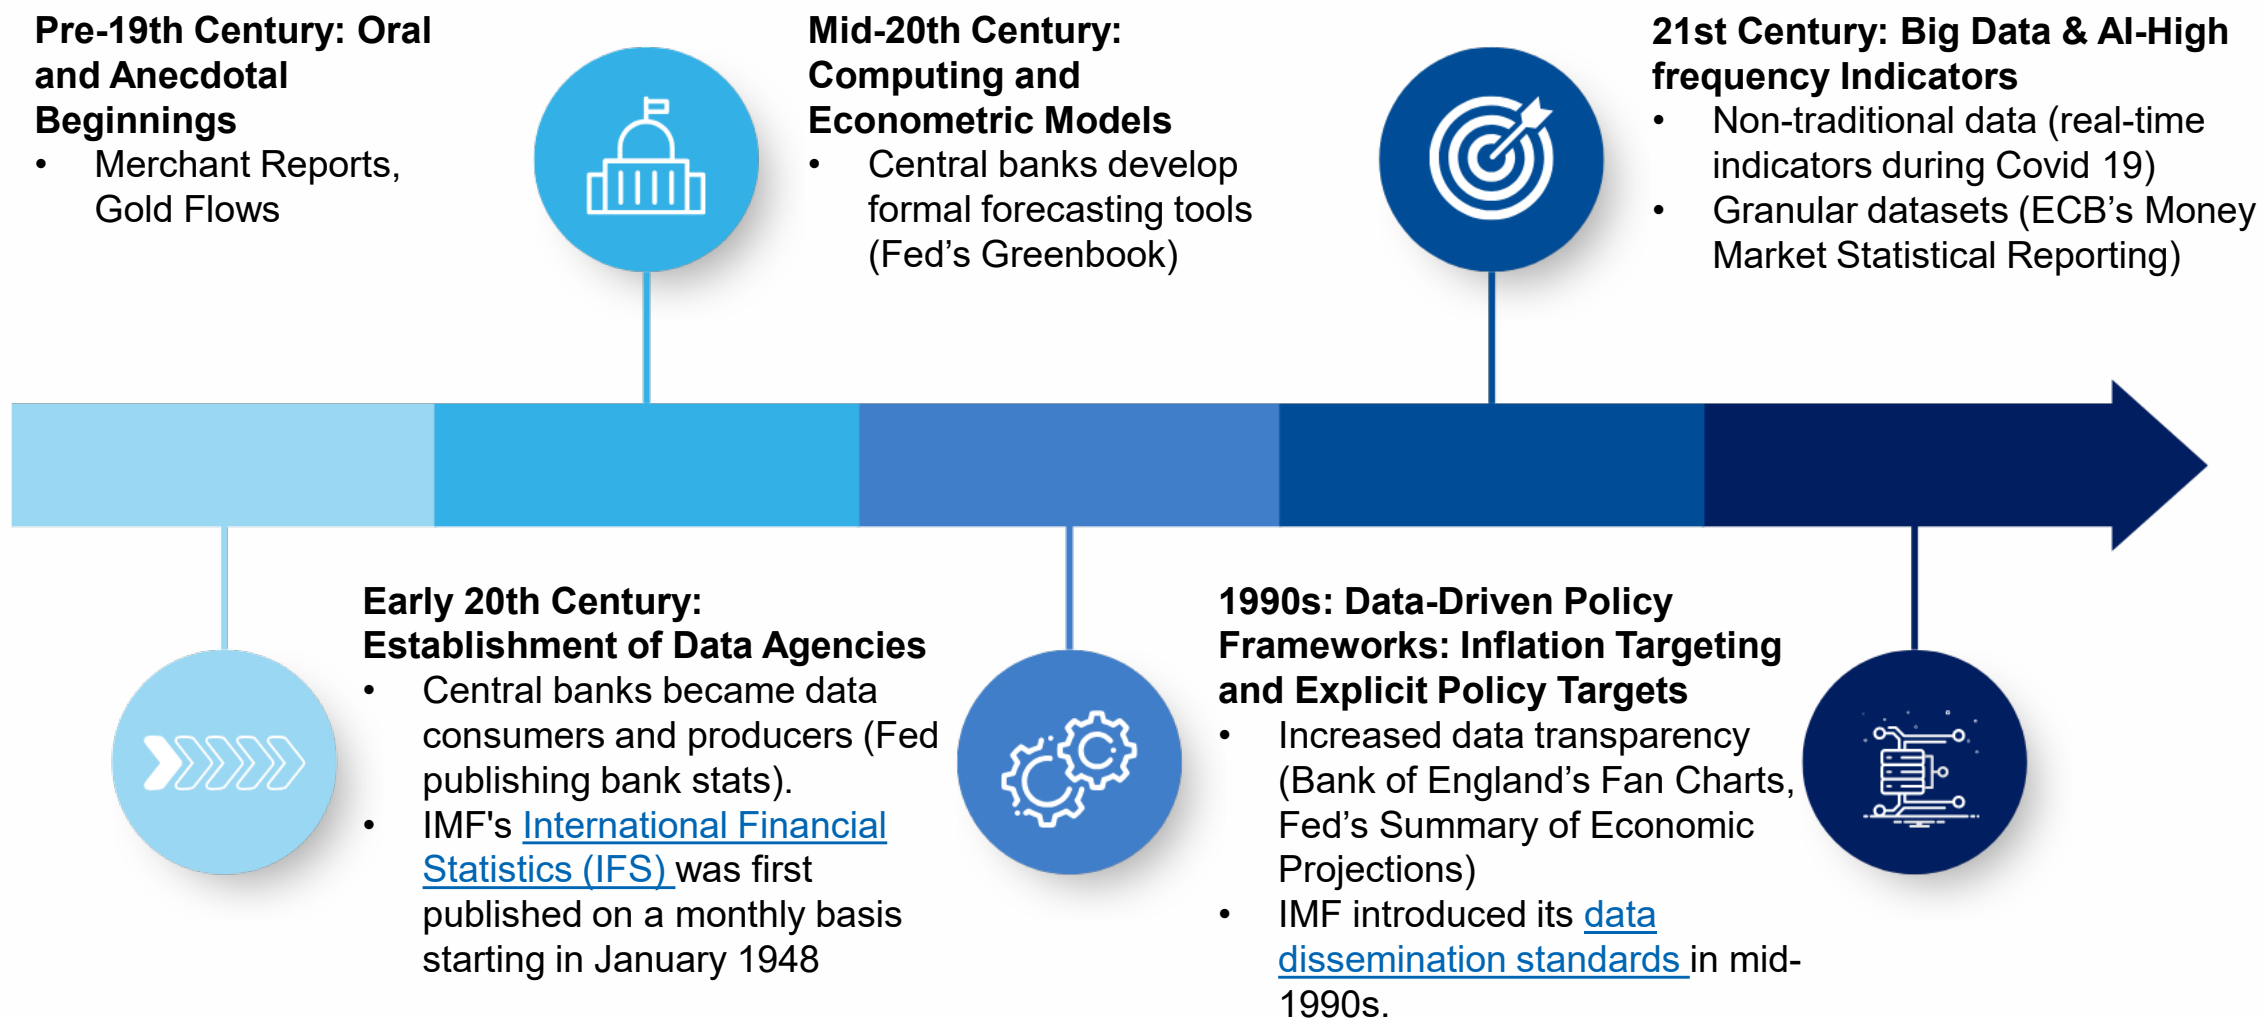 Pre-19th Century: Oral
and Anecdotal
Beginnings
• Merchant Reports,
Gold Flows
Early 20th Century:
Establishment of Data Agencies
• Central banks became data
consumers and producers (Fed
publishing bank stats).
• IMF's International Financial
Statistics (IFS) was first
published on a monthly basis
starting in January 1948
Mid-20th Century:
Computing and
Econometric Models
• Central banks develop
formal forecasting tools
(Fed’s Greenbook)
1990s: Data-Driven Policy
Frameworks: Inflation Targeting
and Explicit Policy Targets
• Increased data transparency
(Bank of England’s Fan Charts,
Fed’s Summary of Economic
Projections)
• IMF introduced its data
dissemination standards in mid-
1990s.
21st Century: Big Data & AI-High
frequency Indicators
• Non-traditional data (real-time
indicators during Covid 19)
• Granular datasets (ECB’s Money
Market Statistical Reporting)